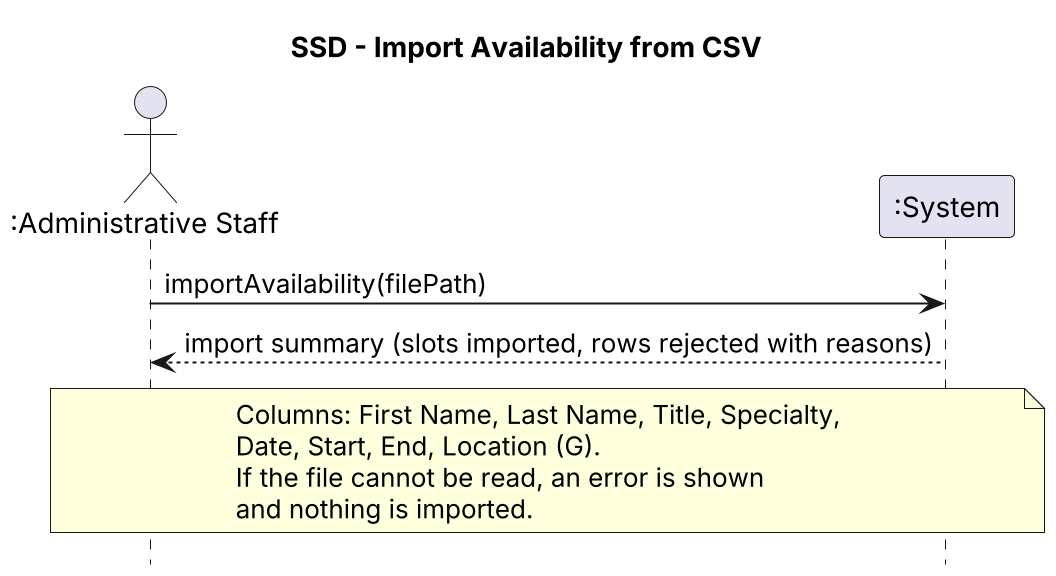 SSD - Import Availability from CSV
:Administrative Staff
:System
importAvailability(filePath)
import summary (slots imported, rows rejected with reasons)
Columns: First Name, Last Name, Title, Specialty,
Date, Start, End, Location (G).
If the file cannot be read, an error is shown
and nothing is imported.